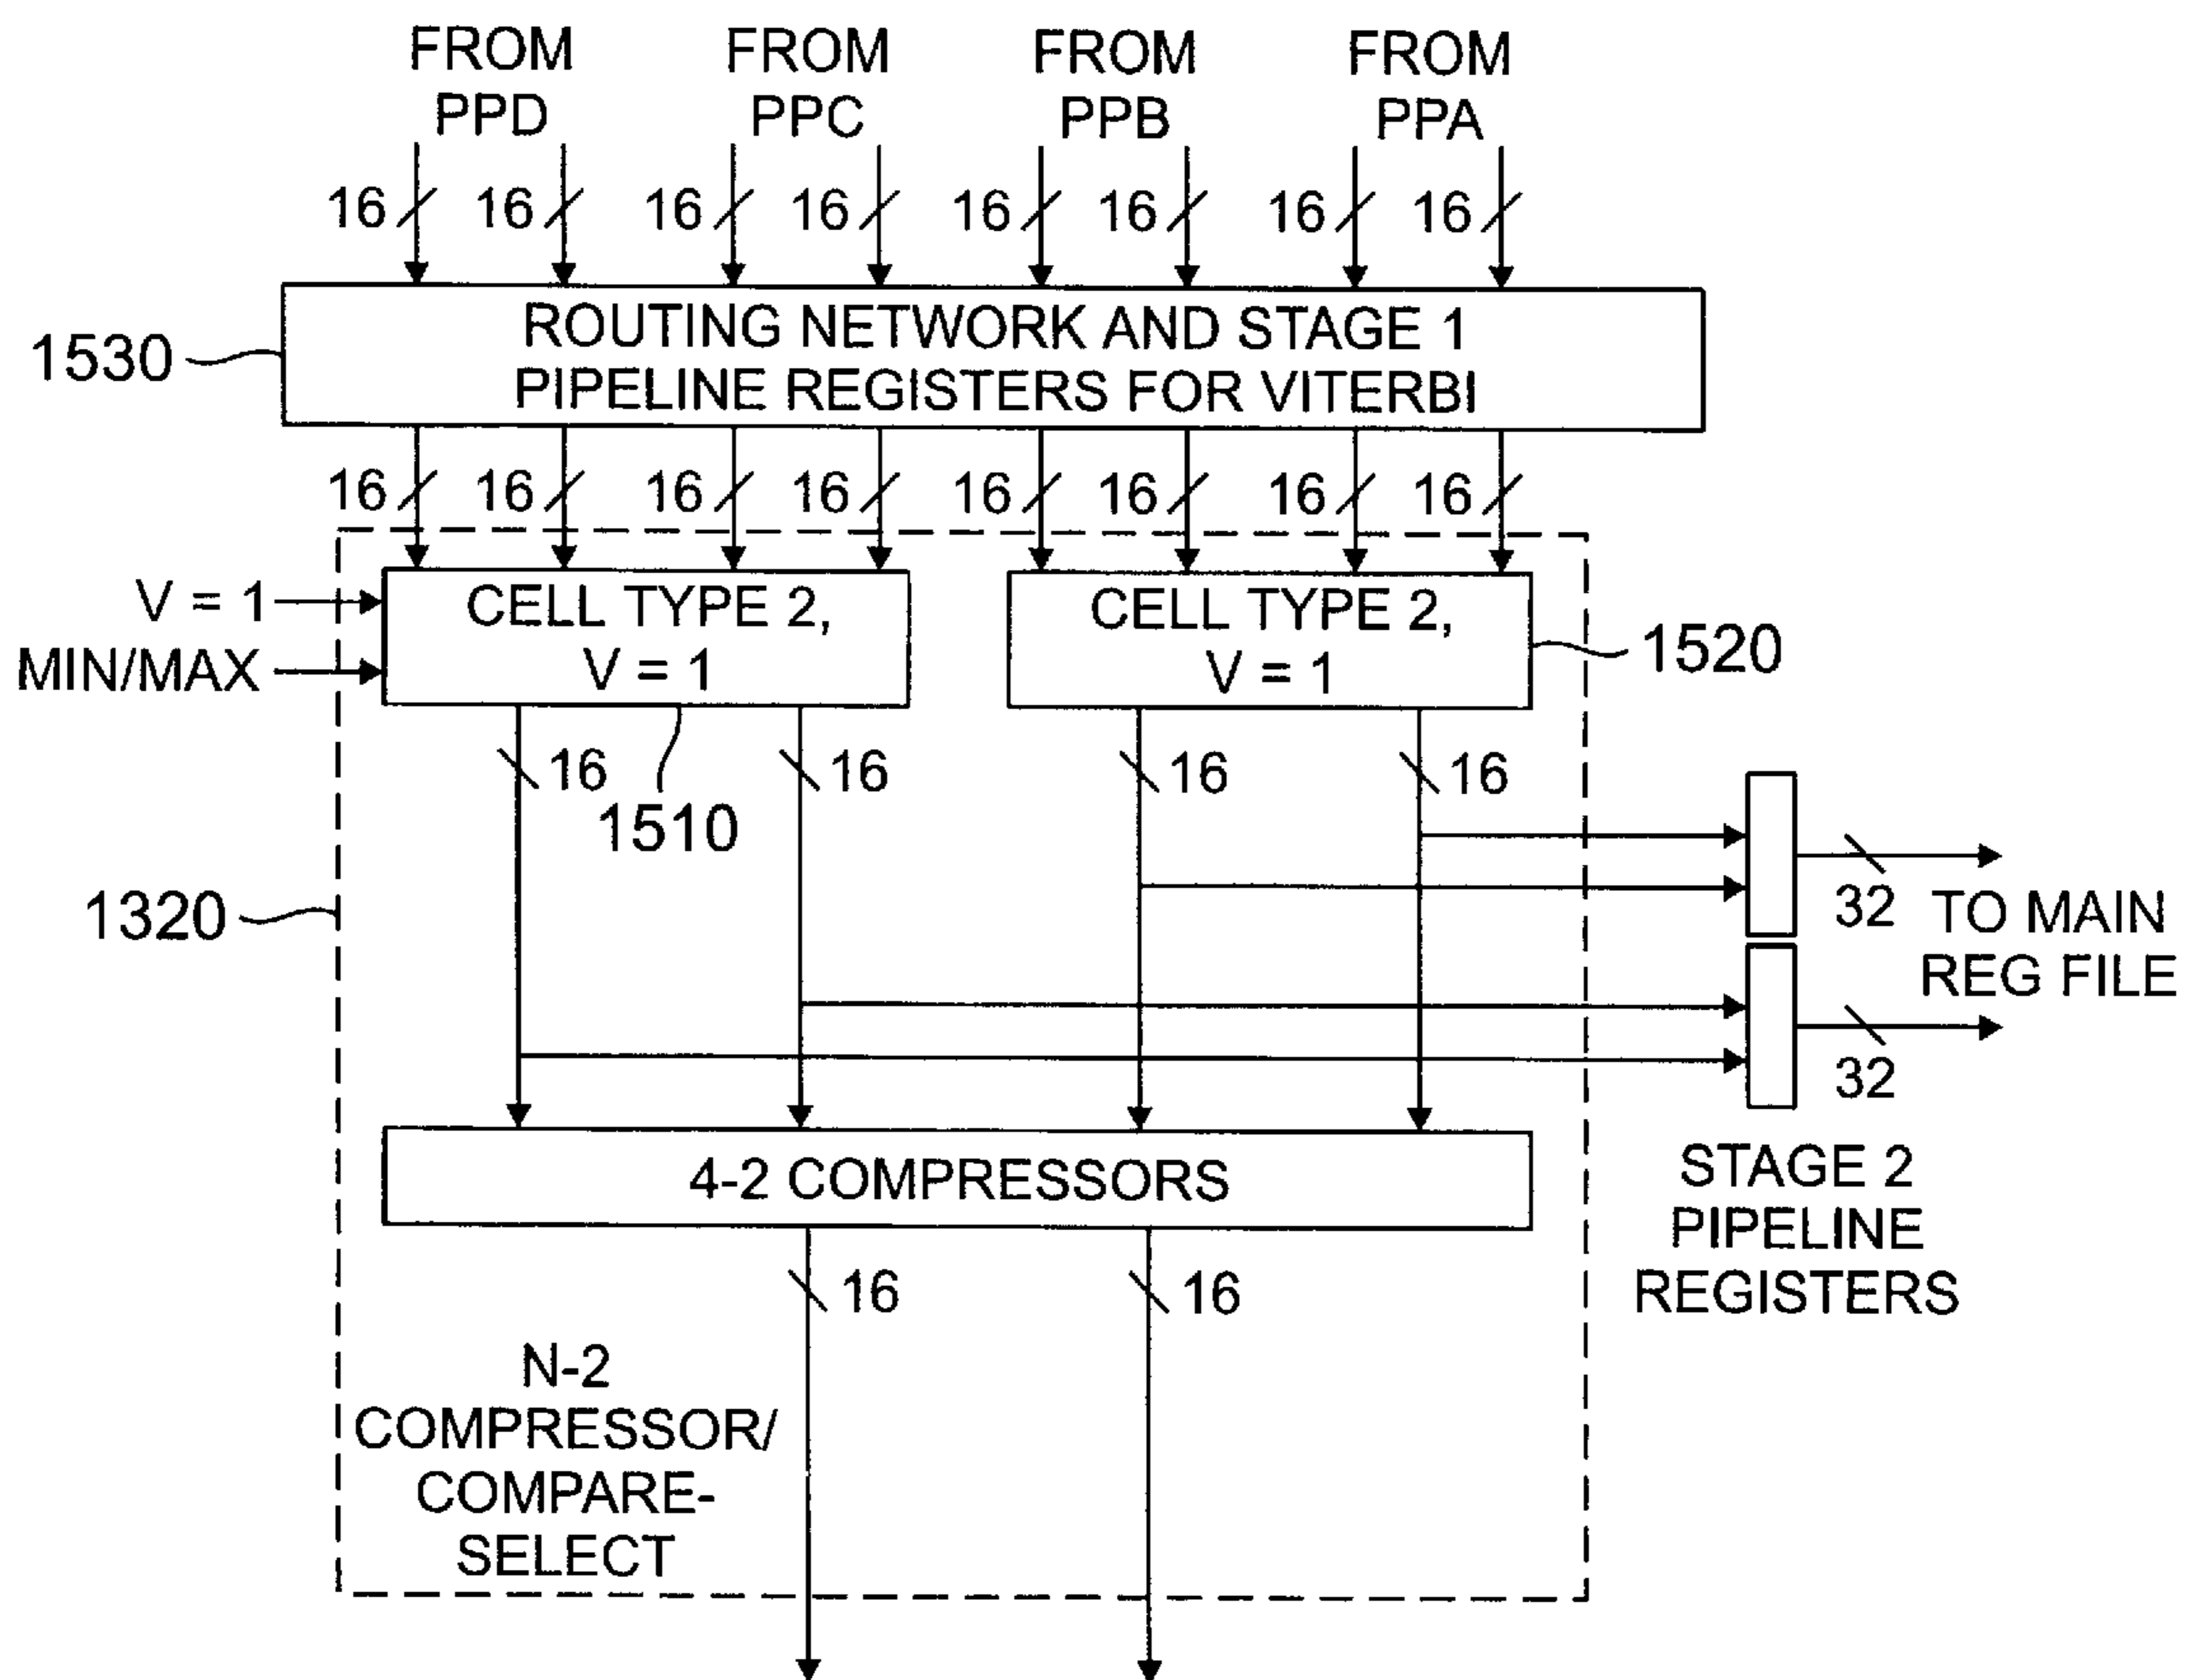 FROM
PPD
FROM
PPC
FROM
PPB
FROM
PPA
16
16
16
16
16
16
16
16
1530
ROUTING NETWORK AND STAGE 1
PIPELINE REGISTERS FOR VITERBI
16
16
16
16
16
16
16
16
V = 1
MIN/MAX
CELL TYPE 2,
V = 1
CELL TYPE 2,
V = 1
1520
16
16
16
16
1510
1320
32
TO MAIN
REG FILE
32
4-2 COMPRESSORS
STAGE 2
PIPELINE
REGISTERS
16
16
N-2
COMPRESSOR/
COMPARE-
SELECT